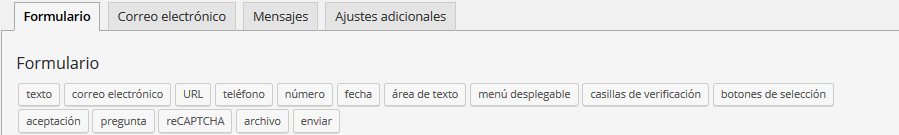 Formulario Correo electrónico Mensajes Ajustes adicionales
Formulario
texto correo electrónico URL teléfono número fecha área de texto menú desplegable casillas de verificación botones de selección
aceptación pregunta reCAPTCHA archivo enviar